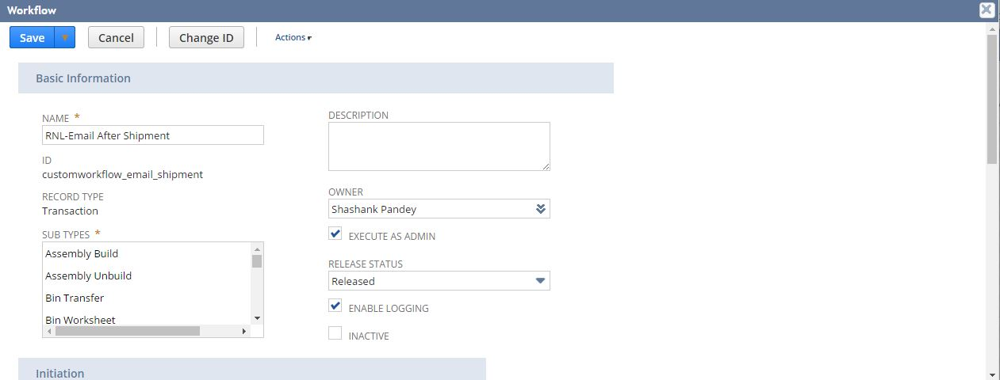 Workflow
Save
Cancel
Change ID
Actions
Basic Information
NAME *
RNL-Email After Shipment
ID
customworkflow_email_shipment
RECORD TYPE
Transaction
SUB TYPES *
Assembly Build
Assembly Unbuild
Bin Transfer
Bin Worksheet
DESCRIPTION
OWNER
Shashank Pandey
EXECUTE AS ADMIN
RELEASE STATUS
Released
ENABLE LOGGING
INACTIVE
Initiation